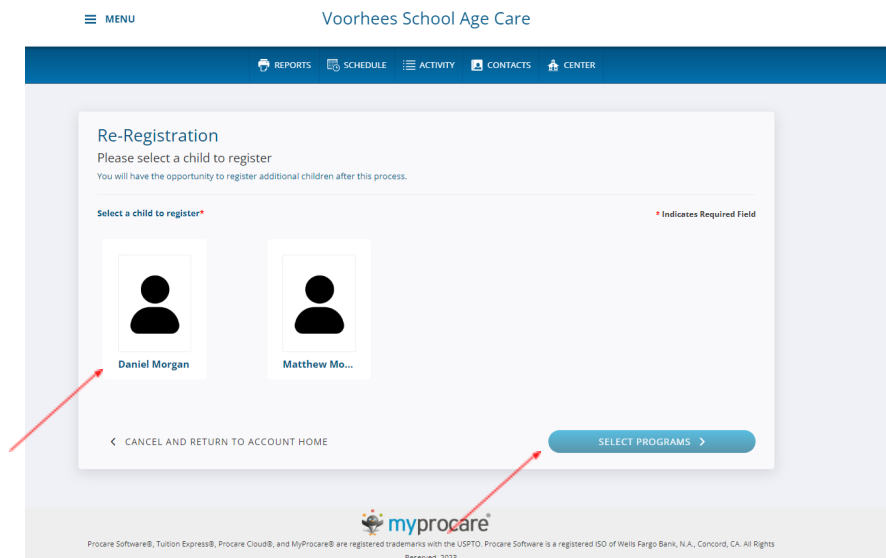 MENU
Voorhees School Age Care
REPORTS SCHEDULE ACTIVITY CONTACTS CENTER
Re-Registration
Please select a child to register
You will have the opportunity to register additional children after this process.
Select a child to register* * Indicates Required Field
Daniel Morgan Matthew Mo...
CANCEL AND RETURN TO ACCOUNT HOME SELECT PROGRAMS
myprocare®
Procare Software®, Tuition Express®, Procare Cloud®, and MyProcare® are registered trademarks with the USPTO. Procare Software is a registered ISO of Wells Fargo Bank, N.A., Concord, CA. All Rights
Reserved. 2023